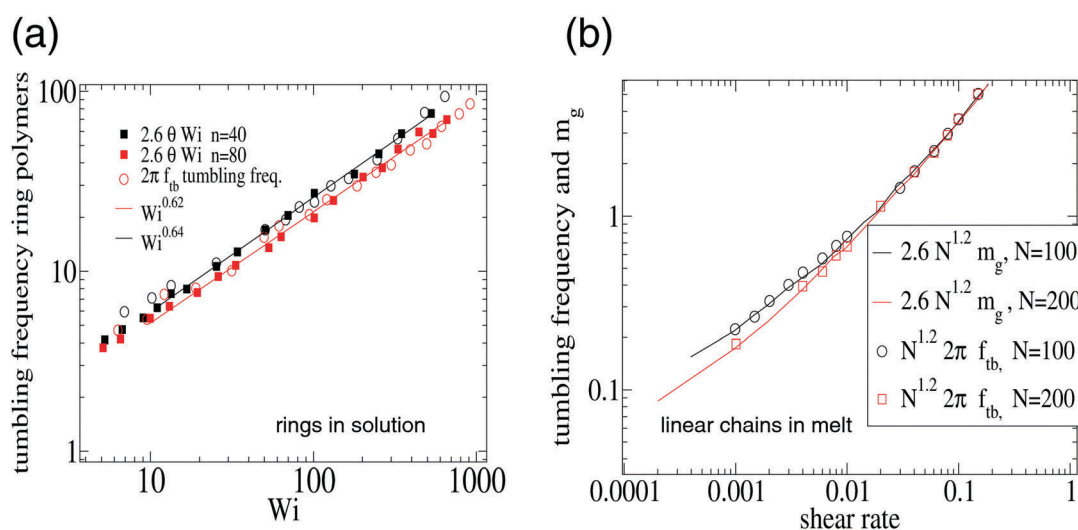 (a)
tumbling frequency ring polymers
100
10
1
2.6 θ Wi n=40
2.6 θ Wi n=80
2π f_tb tumbling freq.
Wi^0.62
Wi^0.64
rings in solution
10 100 1000
Wi
(b)
tumbling frequency and m_g
1
0.1
2.6 N^1.2 m_g, N=100
2.6 N^1.2 m_g, N=200
N^1.2 2π f_tb, N=100
N^1.2 2π f_tb, N=200
linear chains in melt
0.0001 0.001 0.01 0.1 1
shear rate